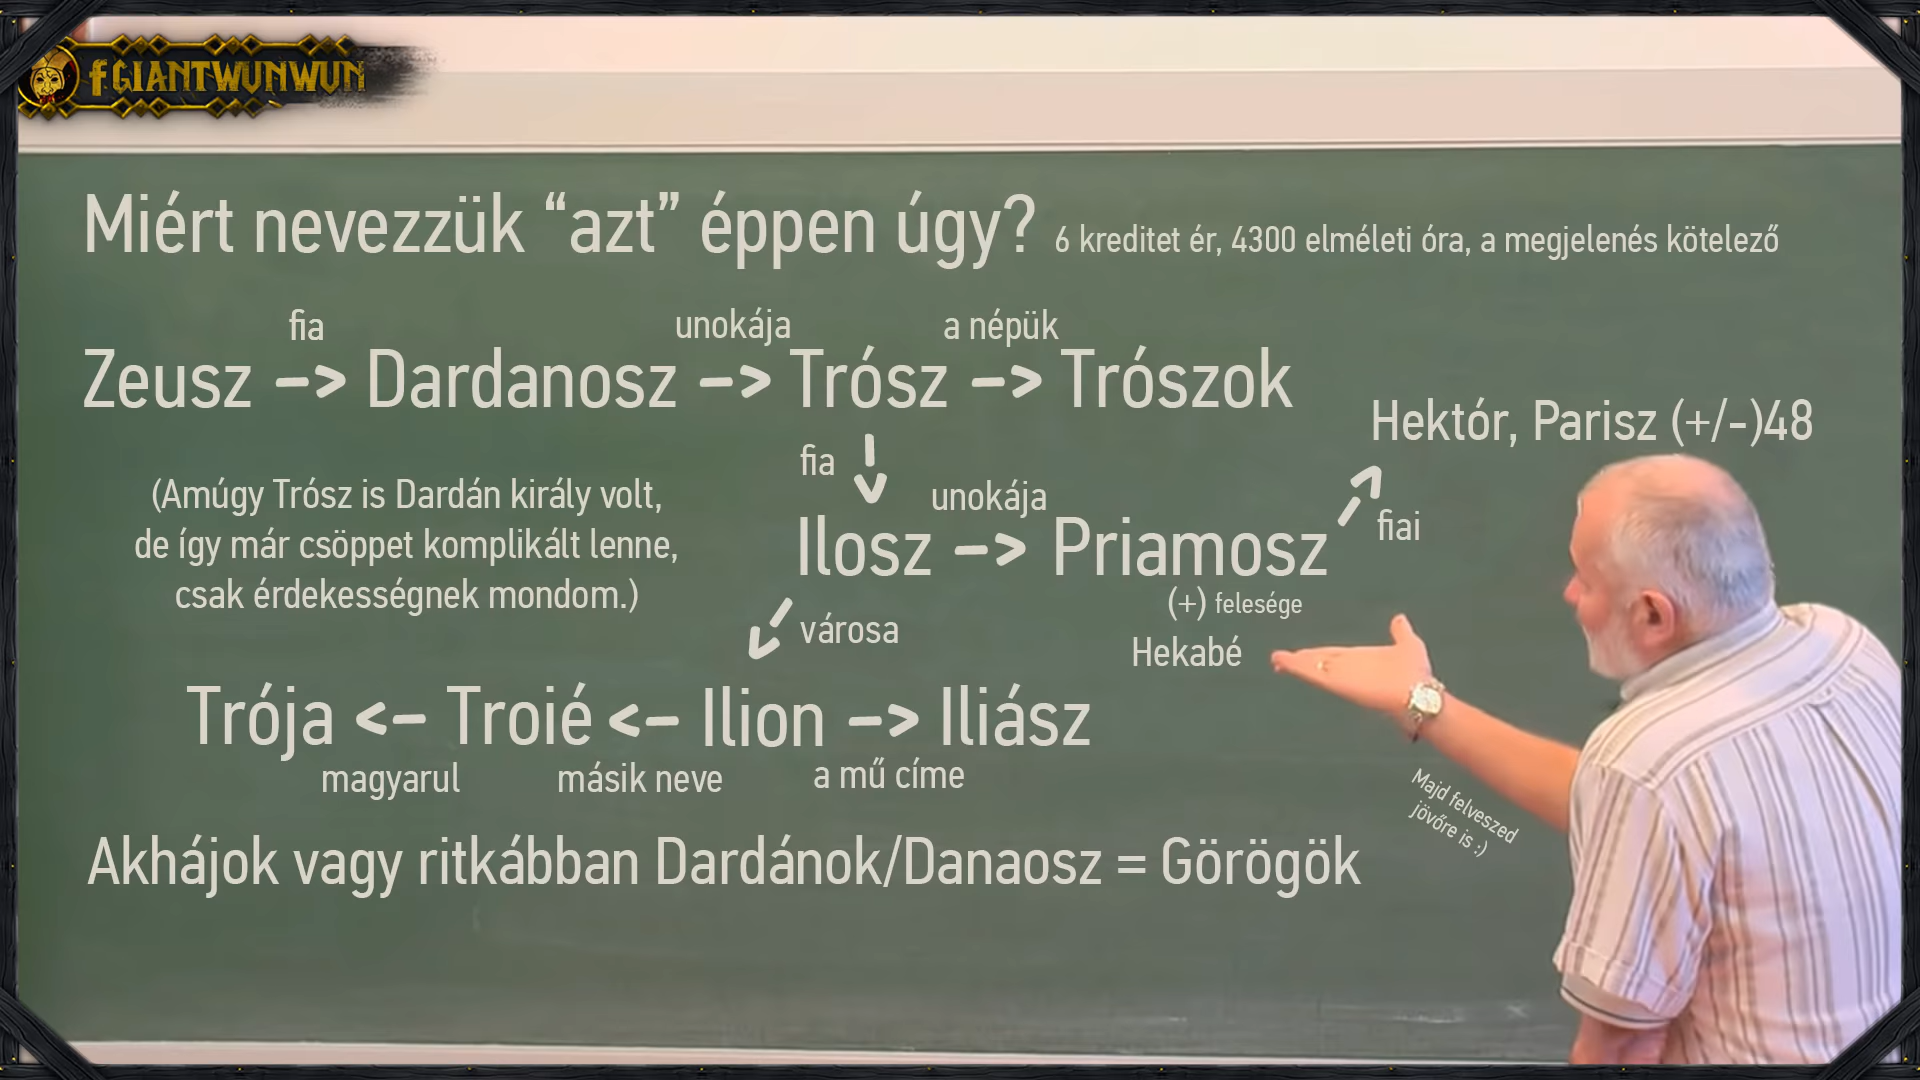 fGIANTWUNWUN
Miért nevezzük “azt” éppen úgy? 6 kreditet ér, 4300 elméleti óra, a megjelenés kötelező
fia unokája a népük
Zeusz –> Dardanosz –> Trósz –> Trószok
Hektór, Parisz (+/-)48
fia
(Amúgy Trósz is Dardán király volt,
de így már csöppet komplikált lenne,
csak érdekességnek mondom.)
unokája
fiai
Ilosz –> Priamosz
(+) felesége
városa
Hekabé
Trója <– Troié <– Ilion –> Iliász
magyarul másik neve a mű címe
Majd felveszed
jövőre is :)
Akhájok vagy ritkábban Dardánok/Danaosz = Görögök